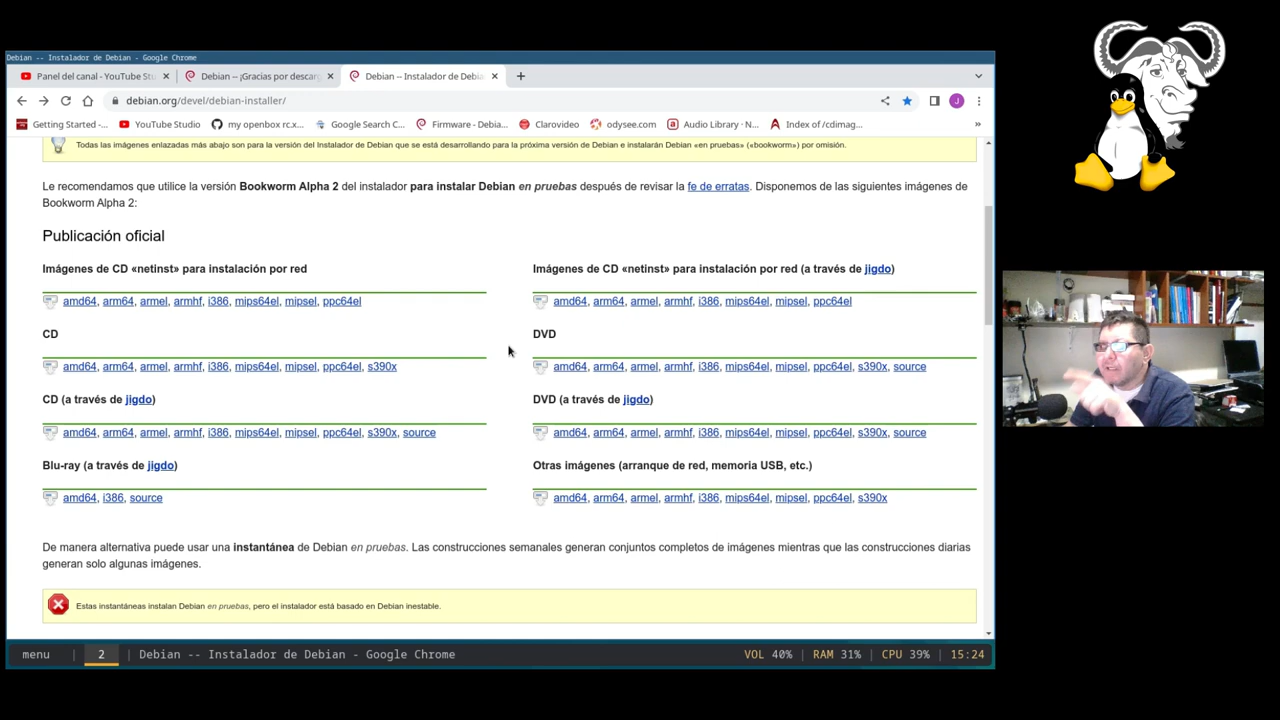 Debian -- Instalador de Debian - Google Chrome
Panel del canal - YouTube Stu
Debian -- ¡Gracias por descarg
Debian -- Instalador de Debia
debian.org/devel/debian-installer/
J
Getting Started -...
YouTube Studio
my openbox rc.x...
Google Search C...
Firmware - Debia...
Clarovideo
odysee.com
Audio Library · N...
Index of /cdimag...
»
Todas las imágenes enlazadas más abajo son para la versión del Instalador de Debian que se está desarrollando para la próxima versión de Debian e instalarán Debian «en pruebas» («bookworm») por omisión.
Le recomendamos que utilice la versión Bookworm Alpha 2 del instalador para instalar Debian en pruebas después de revisar la fe de erratas. Disponemos de las siguientes imágenes de
Bookworm Alpha 2:
Publicación oficial
Imágenes de CD «netinst» para instalación por red
amd64, arm64, armel, armhf, i386, mips64el, mipsel, ppc64el
Imágenes de CD «netinst» para instalación por red (a través de jigdo)
amd64, arm64, armel, armhf, i386, mips64el, mipsel, ppc64el
CD
amd64, arm64, armel, armhf, i386, mips64el, mipsel, ppc64el, s390x
DVD
amd64, arm64, armel, armhf, i386, mips64el, mipsel, ppc64el, s390x, source
CD (a través de jigdo)
amd64, arm64, armel, armhf, i386, mips64el, mipsel, ppc64el, s390x, source
DVD (a través de jigdo)
amd64, arm64, armel, armhf, i386, mips64el, mipsel, ppc64el, s390x, source
Blu-ray (a través de jigdo)
amd64, i386, source
Otras imágenes (arranque de red, memoria USB, etc.)
amd64, arm64, armel, armhf, i386, mips64el, mipsel, ppc64el, s390x
De manera alternativa puede usar una instantánea de Debian en pruebas. Las construcciones semanales generan conjuntos completos de imágenes mientras que las construcciones diarias
generan solo algunas imágenes.
Estas instantáneas instalan Debian en pruebas, pero el instalador está basado en Debian inestable.
menu | 2 | Debian -- Instalador de Debian - Google Chrome
VOL 40% | RAM 31% | CPU 39% | 15:24